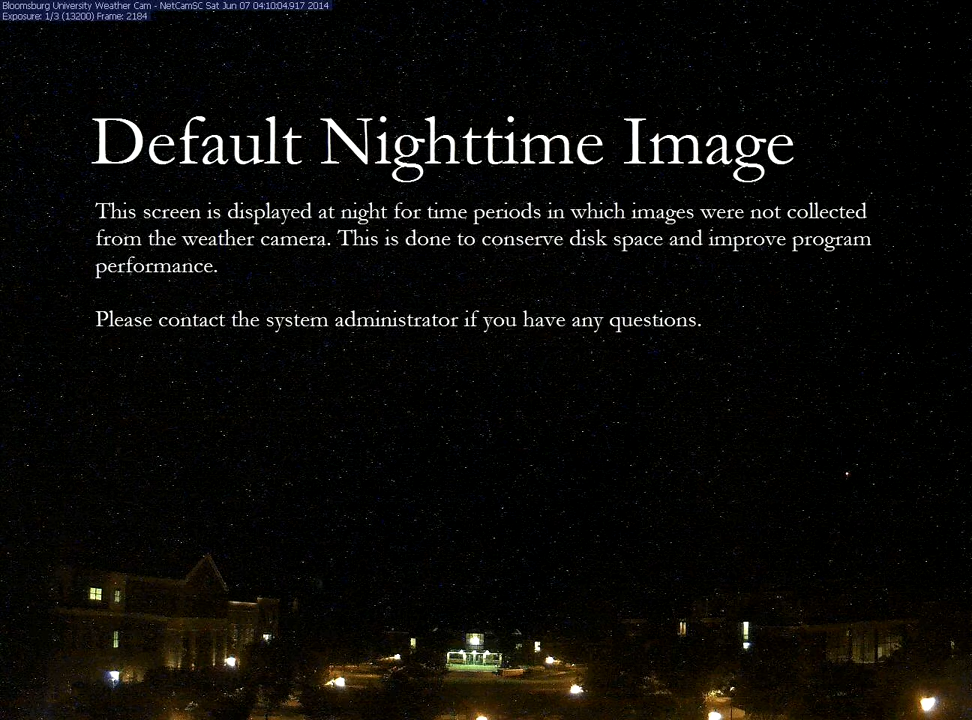 Bloomsburg University Weather Cam - NetCamSC Sat Jun 07 04:10:04.917 2014
Exposure: 1/3 (13200) Frame: 2184
Default Nighttime Image
This screen is displayed at night for time periods in which images were not collected
from the weather camera. This is done to conserve disk space and improve program
performance.
Please contact the system administrator if you have any questions.